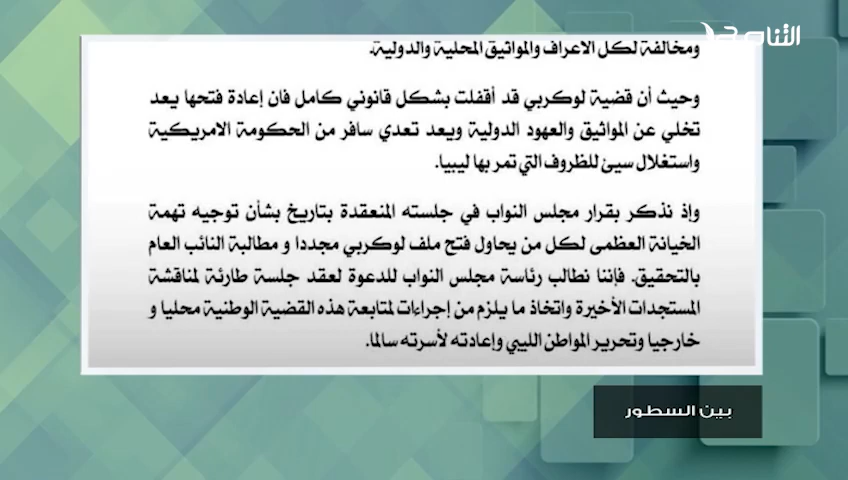 التناصح
ومخالفة لكل الاعراف والمواثيق المحلية والدولية.
وحيث أن قضية لوكربي قد أقفلت بشكل قانوني كامل فان إعادة فتحها يعد
تخلي عن المواثيق والعهود الدولية ويعد تعدي سافر من الحكومة الامريكية
واستغلال سيئ للظروف التي تمر بها ليبيا.
وإذ نذكر بقرار مجلس النواب في جلسته المنعقدة بتاريخ بشأن توجيه تهمة
الخيانة العظمى لكل من يحاول فتح ملف لوكربي مجددا و مطالبة النائب العام
بالتحقيق. فإننا نطالب رئاسة مجلس النواب للدعوة لعقد جلسة طارئة لمناقشة
المستجدات الأخيرة واتخاذ ما يلزم من إجراءات لمتابعة هذه القضية الوطنية محليا و
خارجيا وتحرير المواطن الليبي وإعادته لأسرته سالما.
بين السطور